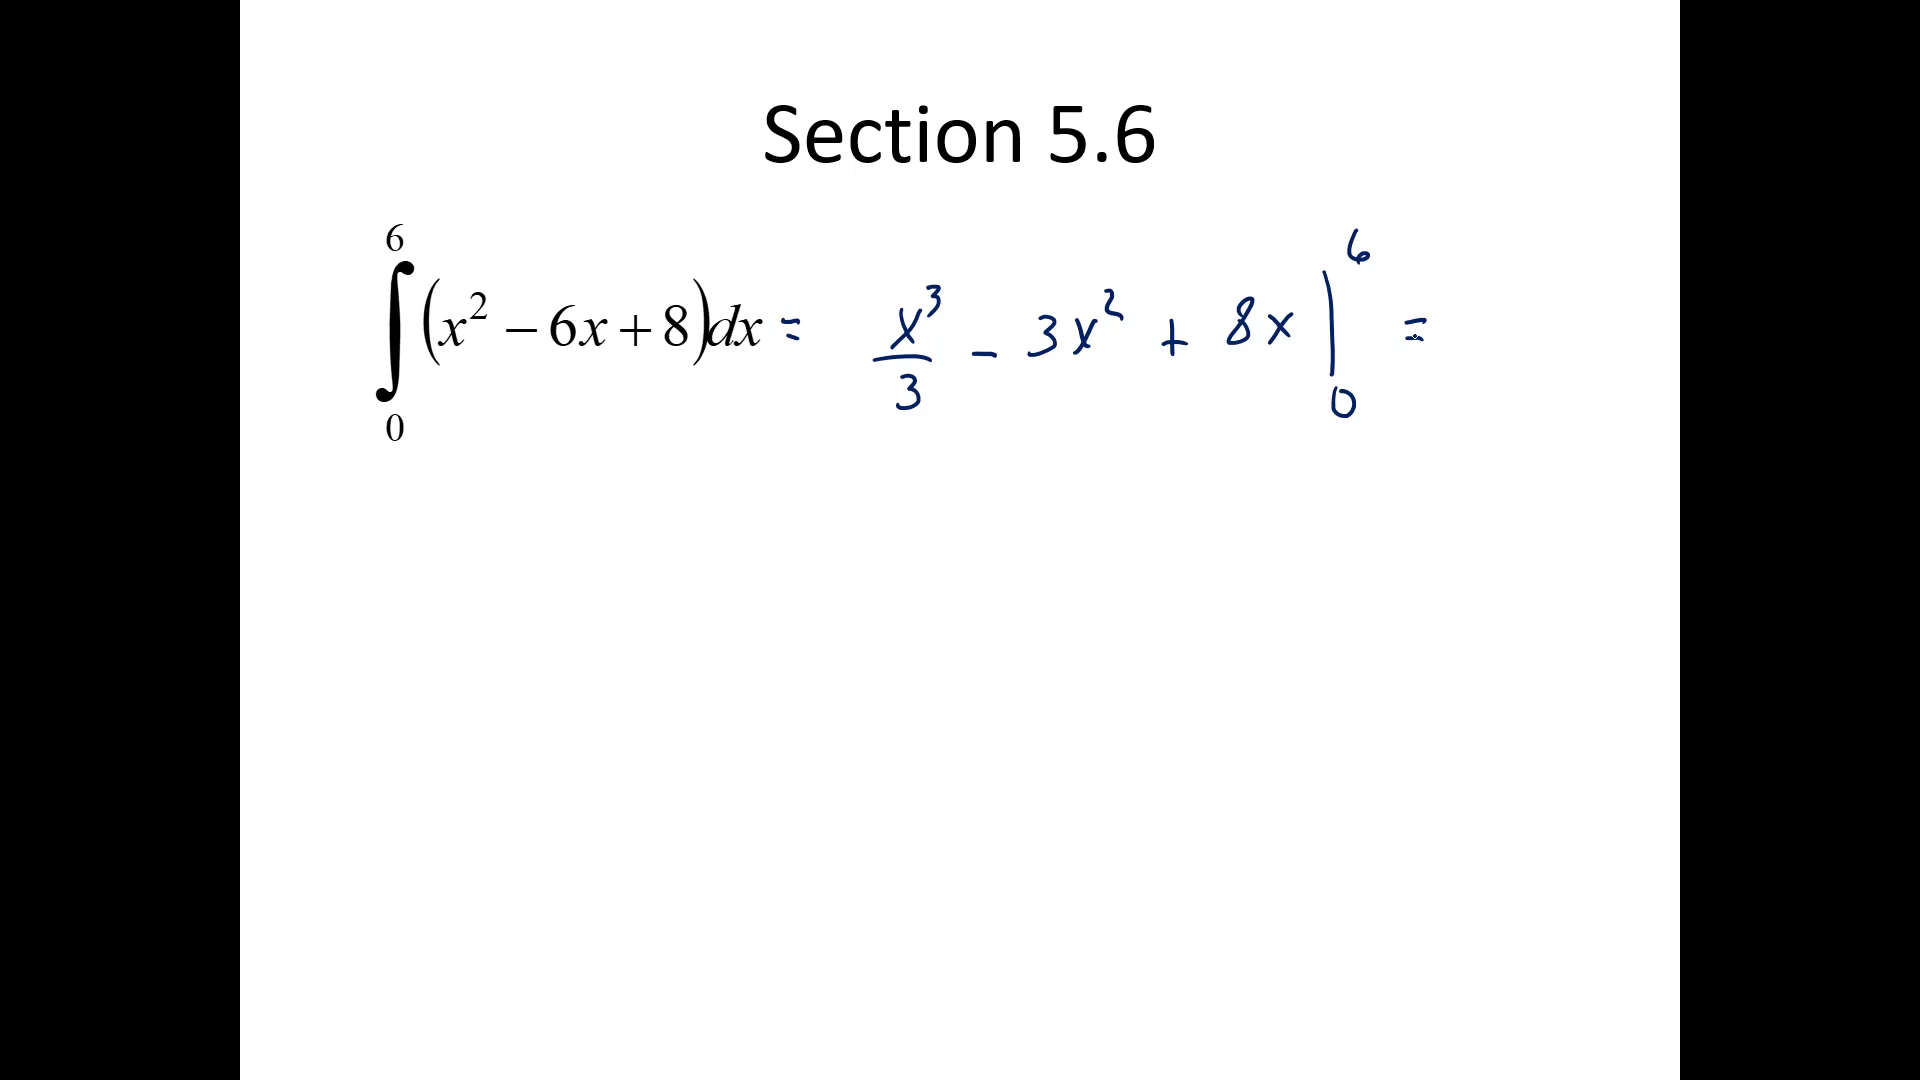 Section 5.6
∫₀⁶ (x² − 6x + 8)dx = x³/3 − 3x² + 8x |₀⁶ =